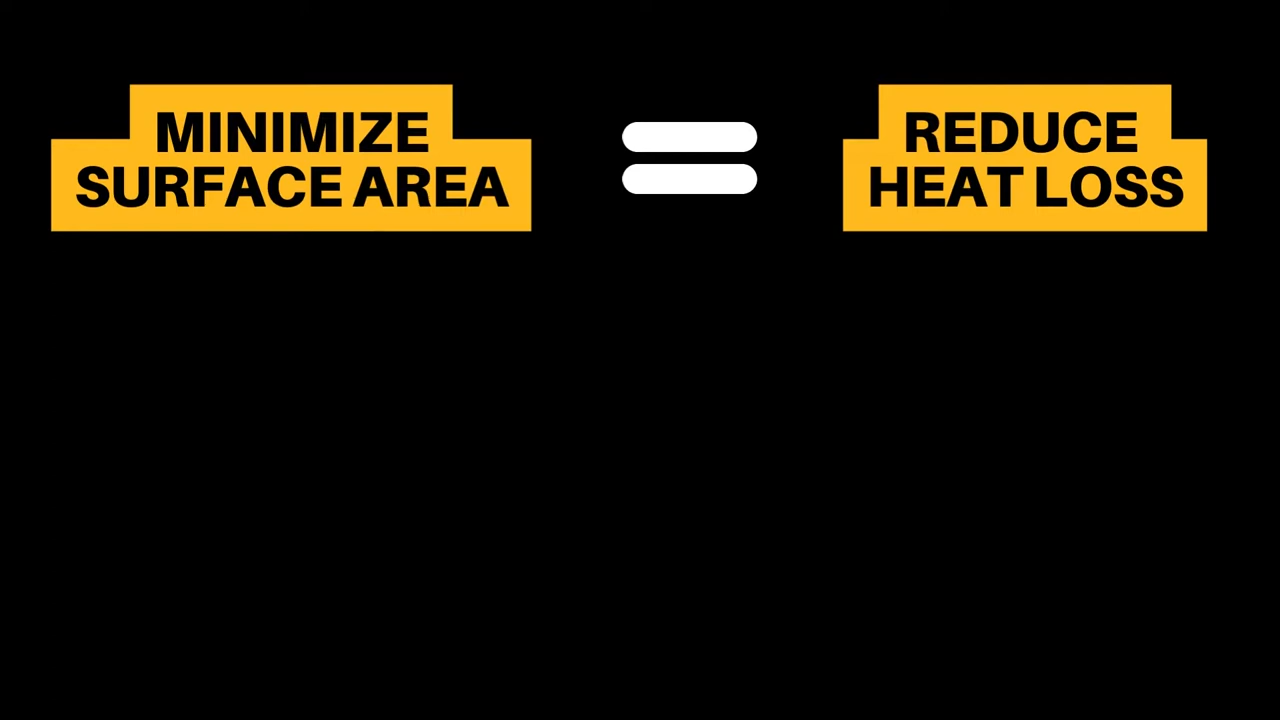 MINIMIZE
SURFACE AREA
=
REDUCE
HEAT LOSS